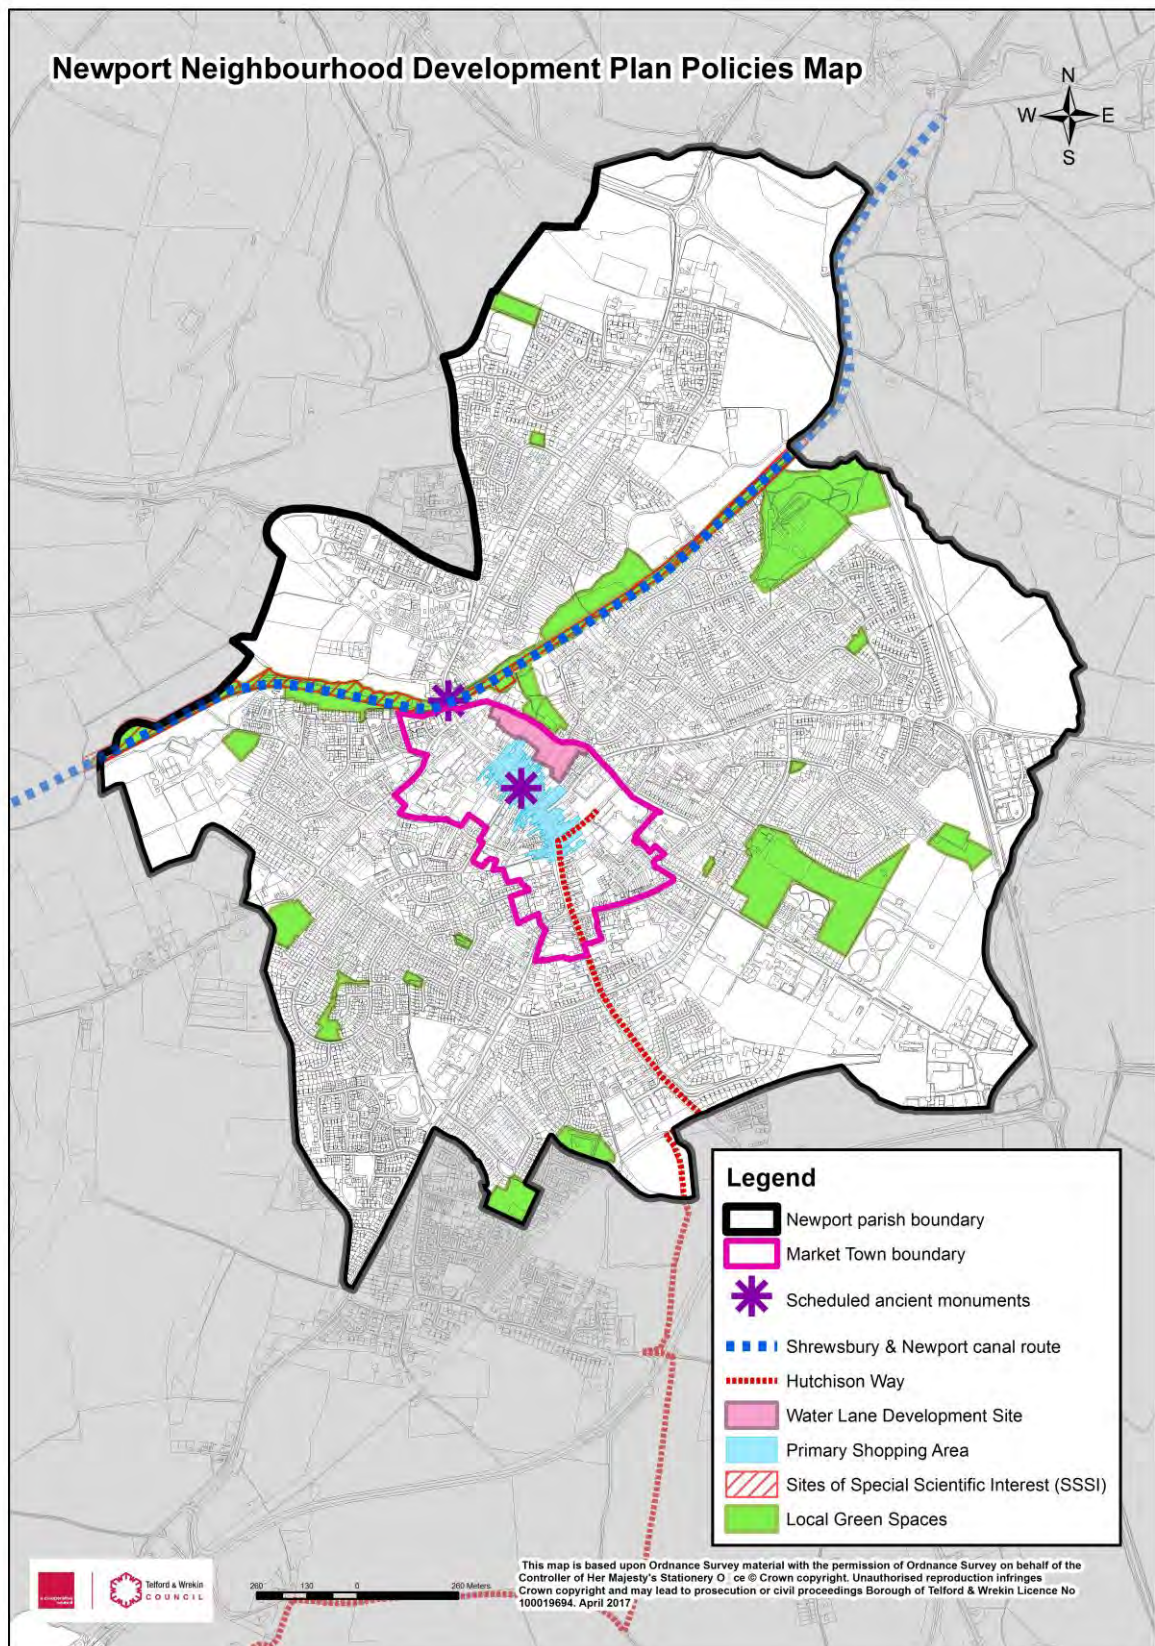 Newport Neighbourhood Development Plan Policies Map
N
W E
S
Legend
Newport parish boundary
Market Town boundary
Scheduled ancient monuments
Shrewsbury & Newport canal route
Hutchison Way
Water Lane Development Site
Primary Shopping Area
Sites of Special Scientific Interest (SSSI)
Local Green Spaces
Telford & Wrekin
COUNCIL
260 130 0 260 Meters
This map is based upon Ordnance Survey material with the permission of Ordnance Survey on behalf of the
Controller of Her Majesty's Stationery O ce © Crown copyright. Unauthorised reproduction infringes
Crown copyright and may lead to prosecution or civil proceedings Borough of Telford & Wrekin Licence No
100019694. April 2017